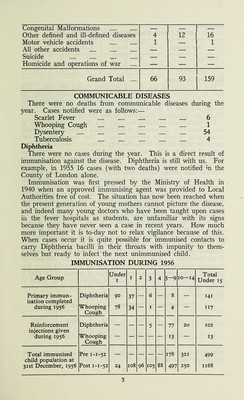 Congenital Malformations — — — — —
Other defined and ill-defined diseases 4 12 16
Motor vehicle accidents — — 1 — 1
All other accidents — — — — —
Suicide — — — — — —
Homicide and operations of war — — — —
Grand Total — 66 93 159
COMMUNICABLE DISEASES
There were no deaths from communicable diseases during the
year. Cases notified were as follows:—
Scarlet Fever 6
Whooping Cough 1
Dysentery 54
Tuberculosis 4
Diphtheria
There were no cases during the year. This is a direct result of
immunisation against the disease. Diphtheria is still with us. For
example, in 1955 16 cases (with two deaths) were notified in the
County of London alone.
Immunisation was first pressed by the Ministry of Health in
1940 when an approved immunising agent was provided to Local
Authorities free of cost. The situation has now been reached when
the present generation of young mothers cannot picture the disease,
and indeed many young doctors who have been taught upon cases
in the fever hospitals as students, are unfamiliar with its signs
because they have never seen a case in recent years. How much
more important it is to-day not to relax vigilance because of this.
When cases occur it is quite possible for immunised contacts to
carry Diphtheria bacilli in their throats with impunity to them-
selves but ready to infect the next unimmunised child.
IMMUNISATION DURING 1956
Age Group Under 1 1 2 3 4 5-9 10-14 Total Under 15
Primary immun-
isation completed
during 1956
Diphtheria 90 37 — 6 — 8 — 141
Whooping Cough 78 34 — 1 — 4 — 117
Reinforcement
injections given
during 1956
Diphtheria — — — 5 77 20 102
Whooping Cough — — — — 13 — 13
Total immunised
child population at
31st December, 1956
Pre 1-1-52 — — — — — 178 321 499
Post 1-1-52 24 108 96 105 88 497 250 1168
3